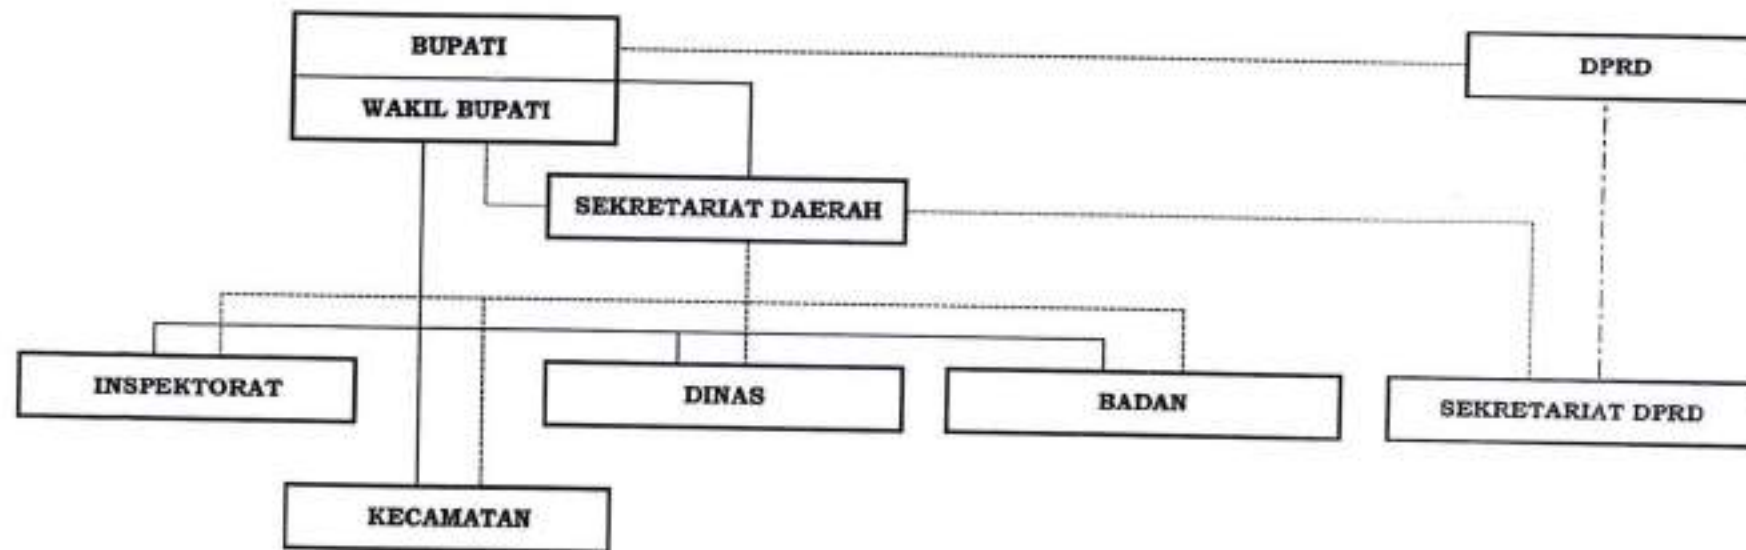 BUPATI
DPRD
WAKIL BUPATI
SEKRETARIAT DAERAH
INSPEKTORAT
DINAS
BADAN
SEKRETARIAT DPRD
KECAMATAN